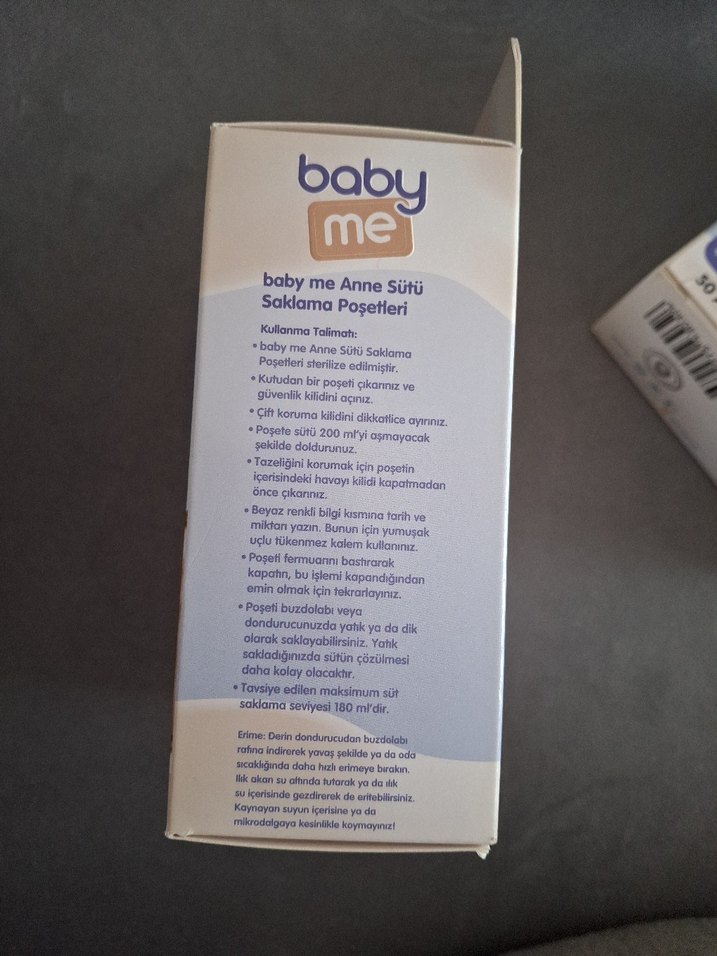 baby
me
baby me Anne Sütü
Saklama Poşetleri
Kullanma Talimatı:
• baby me Anne Sütü Saklama
Poşetleri sterilize edilmiştir.
• Kutudan bir poşeti çıkarınız ve
güvenlik kilidini açınız.
• Çift koruma kilidini dikkatlice ayırınız.
• Poşete sütü 200 ml'yi aşmayacak
şekilde doldurunuz.
• Tazeliğini korumak için poşetin
içerisindeki havayı kilidi kapatmadan
önce çıkarınız.
• Beyaz renkli bilgi kısmına tarih ve
miktarı yazın. Bunun için yumuşak
uçlu tükenmez kalem kullanınız.
• Poşeti fermuarını bastırarak
kapatın, bu işlemi kapandığından
emin olmak için tekrarlayınız.
• Poşeti buzdolabı veya
dondurucunuzda yatık ya da dik
olarak saklayabilirsiniz. Yatık
sakladığınızda sütün çözülmesi
daha kolay olacaktır.
• Tavsiye edilen maksimum süt
saklama seviyesi 180 ml'dir.
Erime: Derin dondurucudan buzdolabı
rafına indirerek yavaş şekilde ya da oda
sıcaklığında daha hızlı erimeye bırakın.
Ilık akan su altında tutarak ya da ılık
su içerisinde gezdirerek de eritebilirsiniz.
Kaynayan suyun içerisine ya da
mikrodalgaya kesinlikle koymayınız!
50